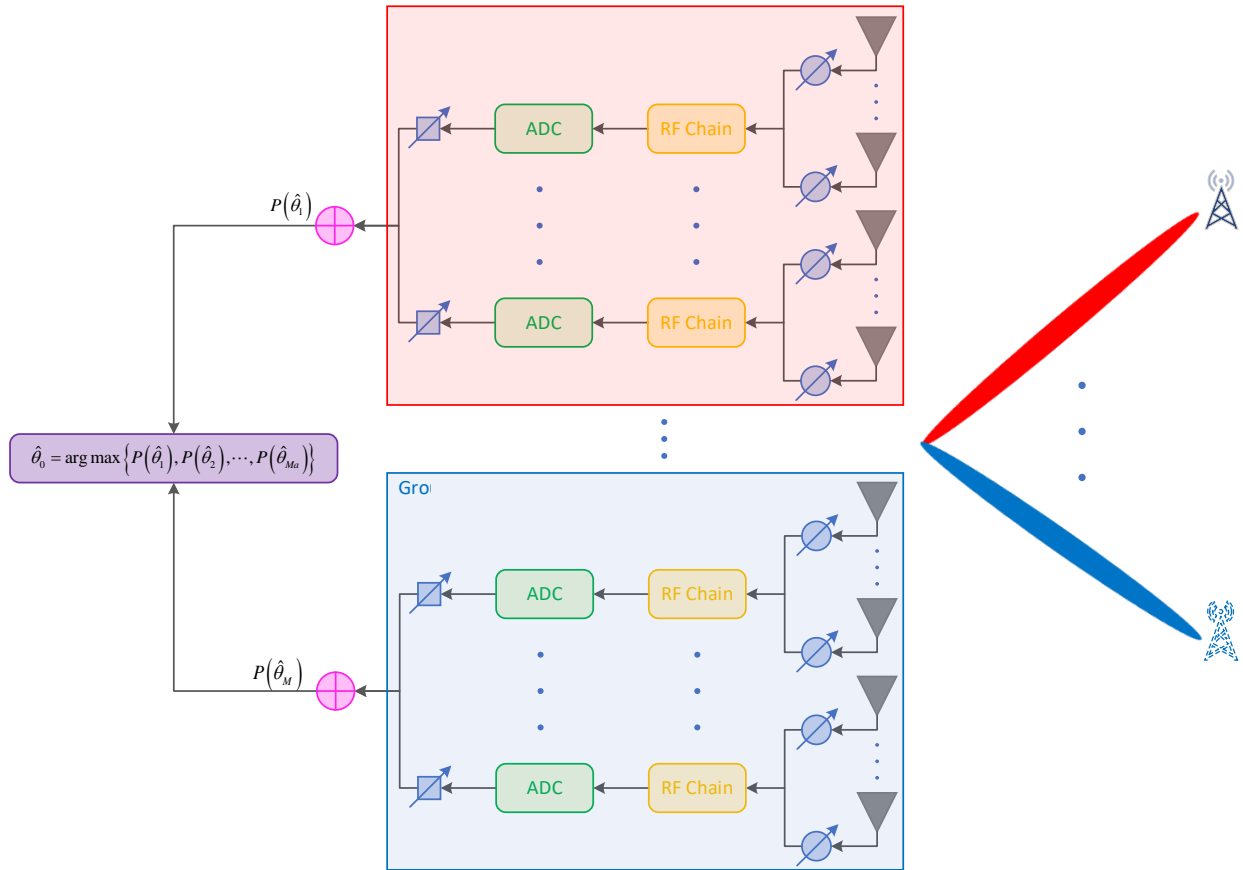 ADC
RF Chain
P(θ̂₁)
ADC
RF Chain
θ̂₀ = arg max {P(θ̂₁), P(θ̂₂), ⋯, P(θ̂_{Ma})}
ADC
RF Chain
P(θ̂_M)
ADC
RF Chain